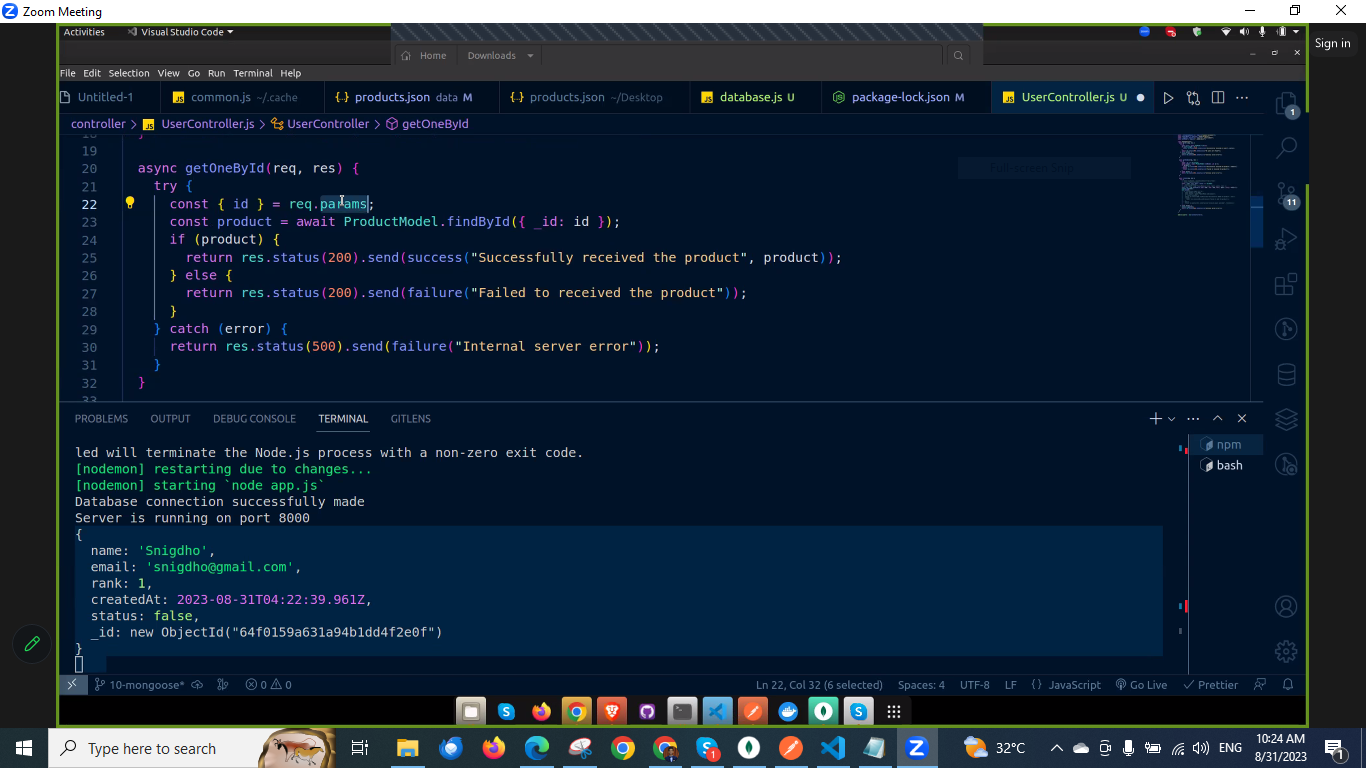 Zoom Meeting
Sign in
Activities
Visual Studio Code
Home
Downloads
File Edit Selection View Go Run Terminal Help
Untitled-1
common.js ~/.cache
{} products.json data M
{} products.json ~/Desktop
database.js U
package-lock.json M
UserController.js U
1
controller > UserController.js > UserController > getOneById
19
20 async getOneById(req, res) {
21 try {
22 const { id } = req.params;
23 const product = await ProductModel.findById({ _id: id });
24 if (product) {
25 return res.status(200).send(success("Successfully received the product", product));
26 } else {
27 return res.status(200).send(failure("Failed to received the product"));
28 }
29 } catch (error) {
30 return res.status(500).send(failure("Internal server error"));
31 }
32 }
33
11
PROBLEMS OUTPUT DEBUG CONSOLE TERMINAL GITLENS
led will terminate the Node.js process with a non-zero exit code.
[nodemon] restarting due to changes...
[nodemon] starting `node app.js`
Database connection successfully made
Server is running on port 8000
{
name: 'Snigdho',
email: 'snigdho@gmail.com',
rank: 1,
createdAt: 2023-08-31T04:22:39.961Z,
status: false,
_id: new ObjectId("64f0159a631a94b1dd4f2e0f")
}
npm
bash
10-mongoose* 0 0
Ln 22, Col 32 (6 selected) Spaces: 4 UTF-8 LF {} JavaScript Go Live Prettier
Type here to search
1
32°C
ENG
10:24 AM
8/31/2023
1